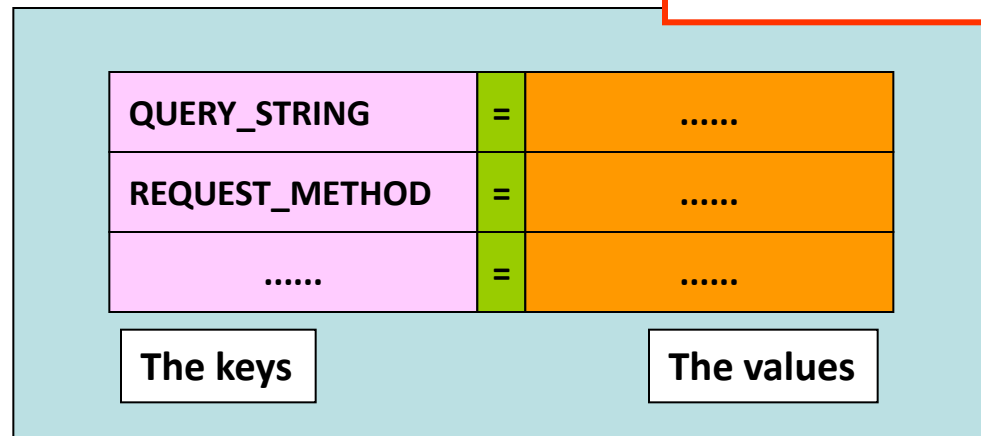 QUERY_STRING = ......
REQUEST_METHOD = ......
...... = ......
The keys The values